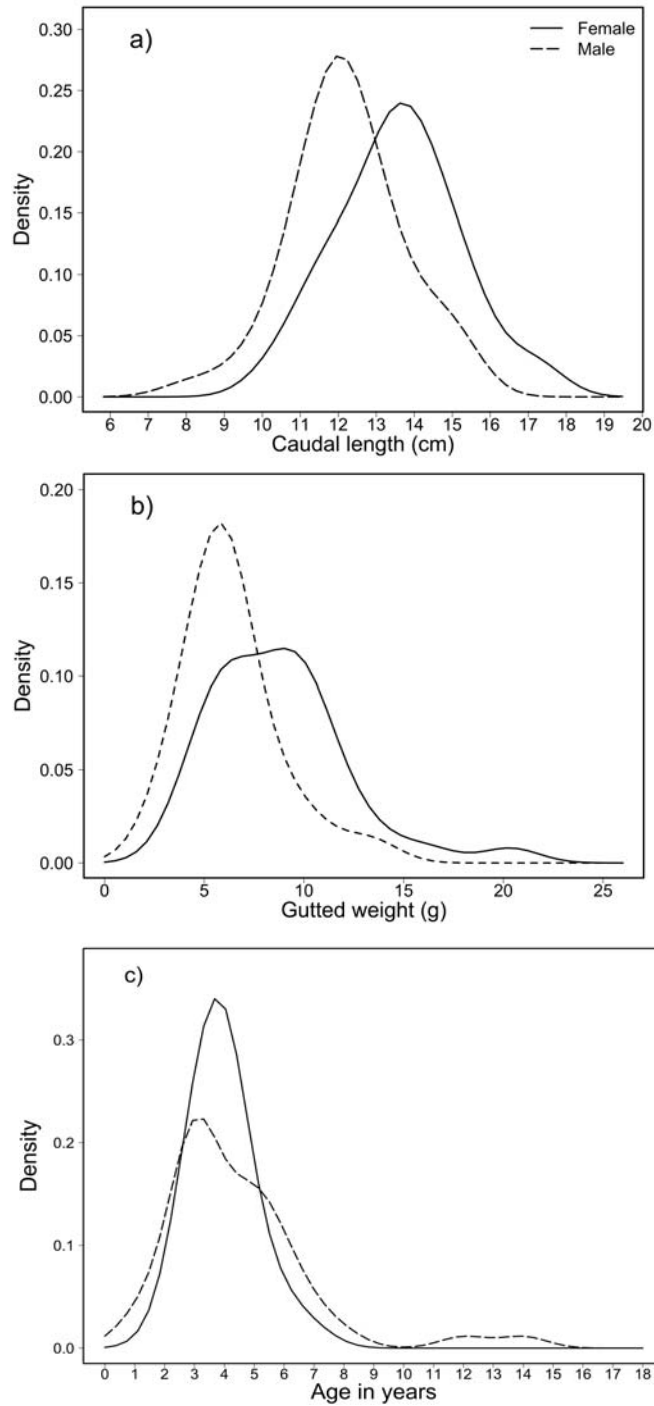 a)
Female
Male
0.30
0.25
0.20
0.15
0.10
0.05
0.00
Density
6 7 8 9 10 11 12 13 14 15 16 17 18 19 20
Caudal length (cm)
b)
0.20
0.15
0.10
0.05
0.00
Density
0 5 10 15 20 25
Gutted weight (g)
c)
0.3
0.2
0.1
0.0
Density
0 1 2 3 4 5 6 7 8 9 10 11 12 13 14 15 16 17 18
Age in years